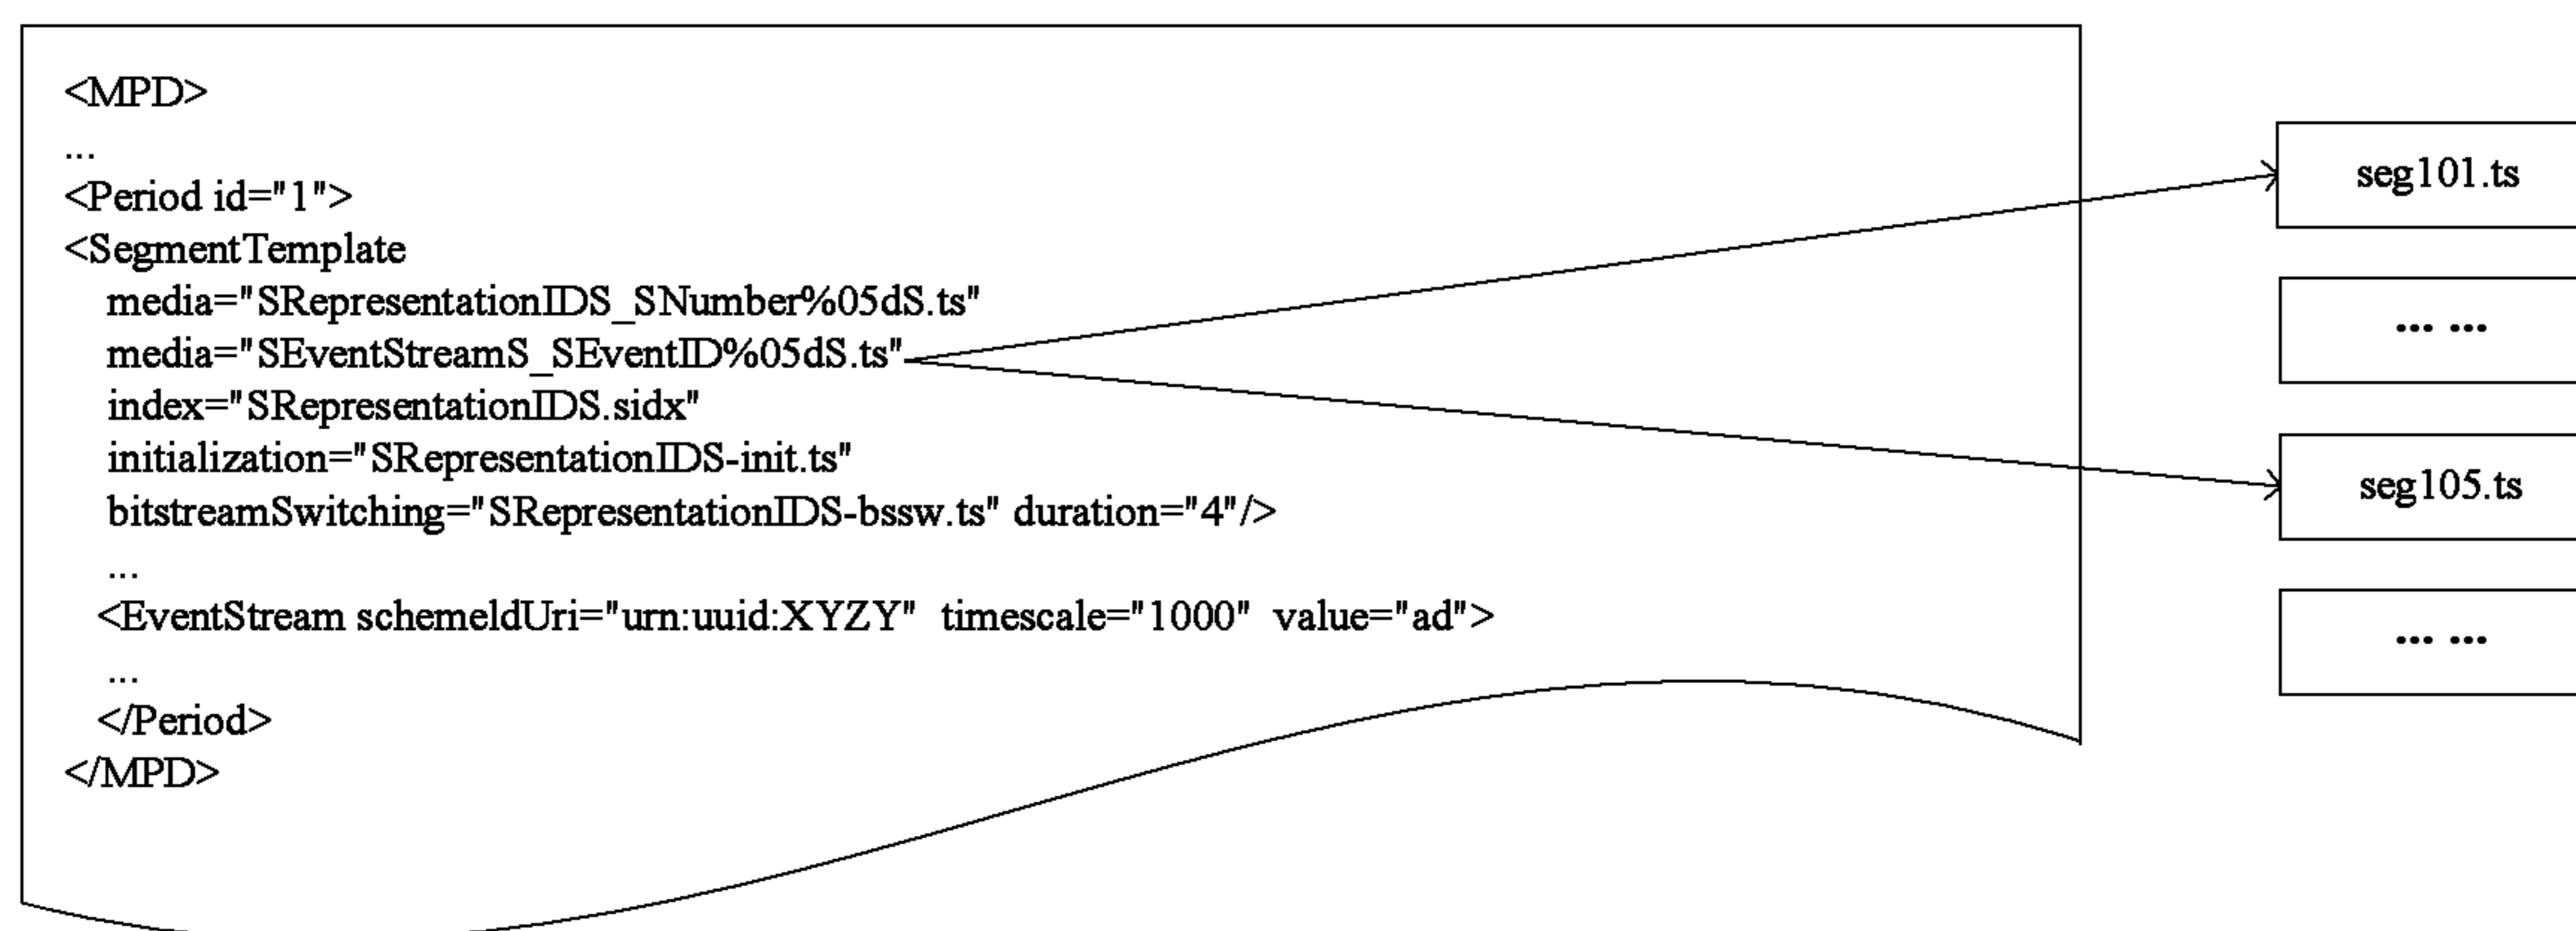 <MPD>
...
<Period id="1">
<SegmentTemplate
media="SRepresentationIDS_SNumber%05dS.ts"
media="SEventStreamS_SEventID%05dS.ts"
index="SRepresentationIDS.sidx"
initialization="SRepresentationIDS-init.ts"
bitstreamSwitching="SRepresentationIDS-bssw.ts" duration="4"/>
...
<EventStream schemeldUri="urn:uuid:XYZY" timescale="1000" value="ad">
...
</Period>
</MPD>
seg101.ts
... ...
seg105.ts
... ...